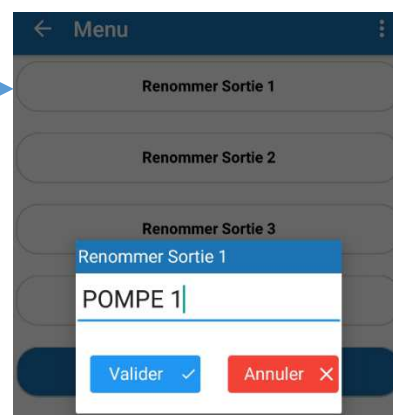 Menu
Renommer Sortie 1
Renommer Sortie 2
Renommer Sortie 3
Renommer Sortie 1
POMPE 1
Valider
Annuler